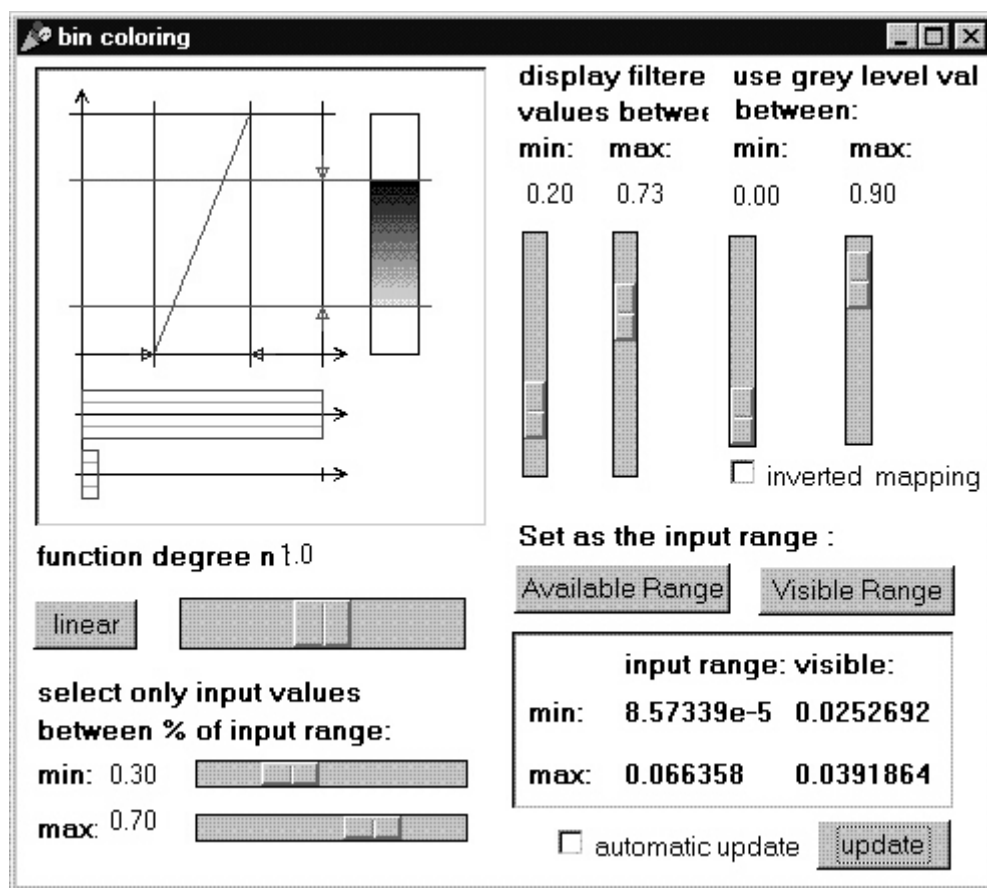 bin coloring
display filtere
values betwee
min: max:
0.20 0.73
use grey level val
between:
min: max:
0.00 0.90
inverted mapping
function degree n 1.0
linear
select only input values
between % of input range:
min: 0.30
max: 0.70
Set as the input range :
Available Range Visible Range
input range: visible:
min: 8.57339e-5 0.0252692
max: 0.066358 0.0391864
automatic update update